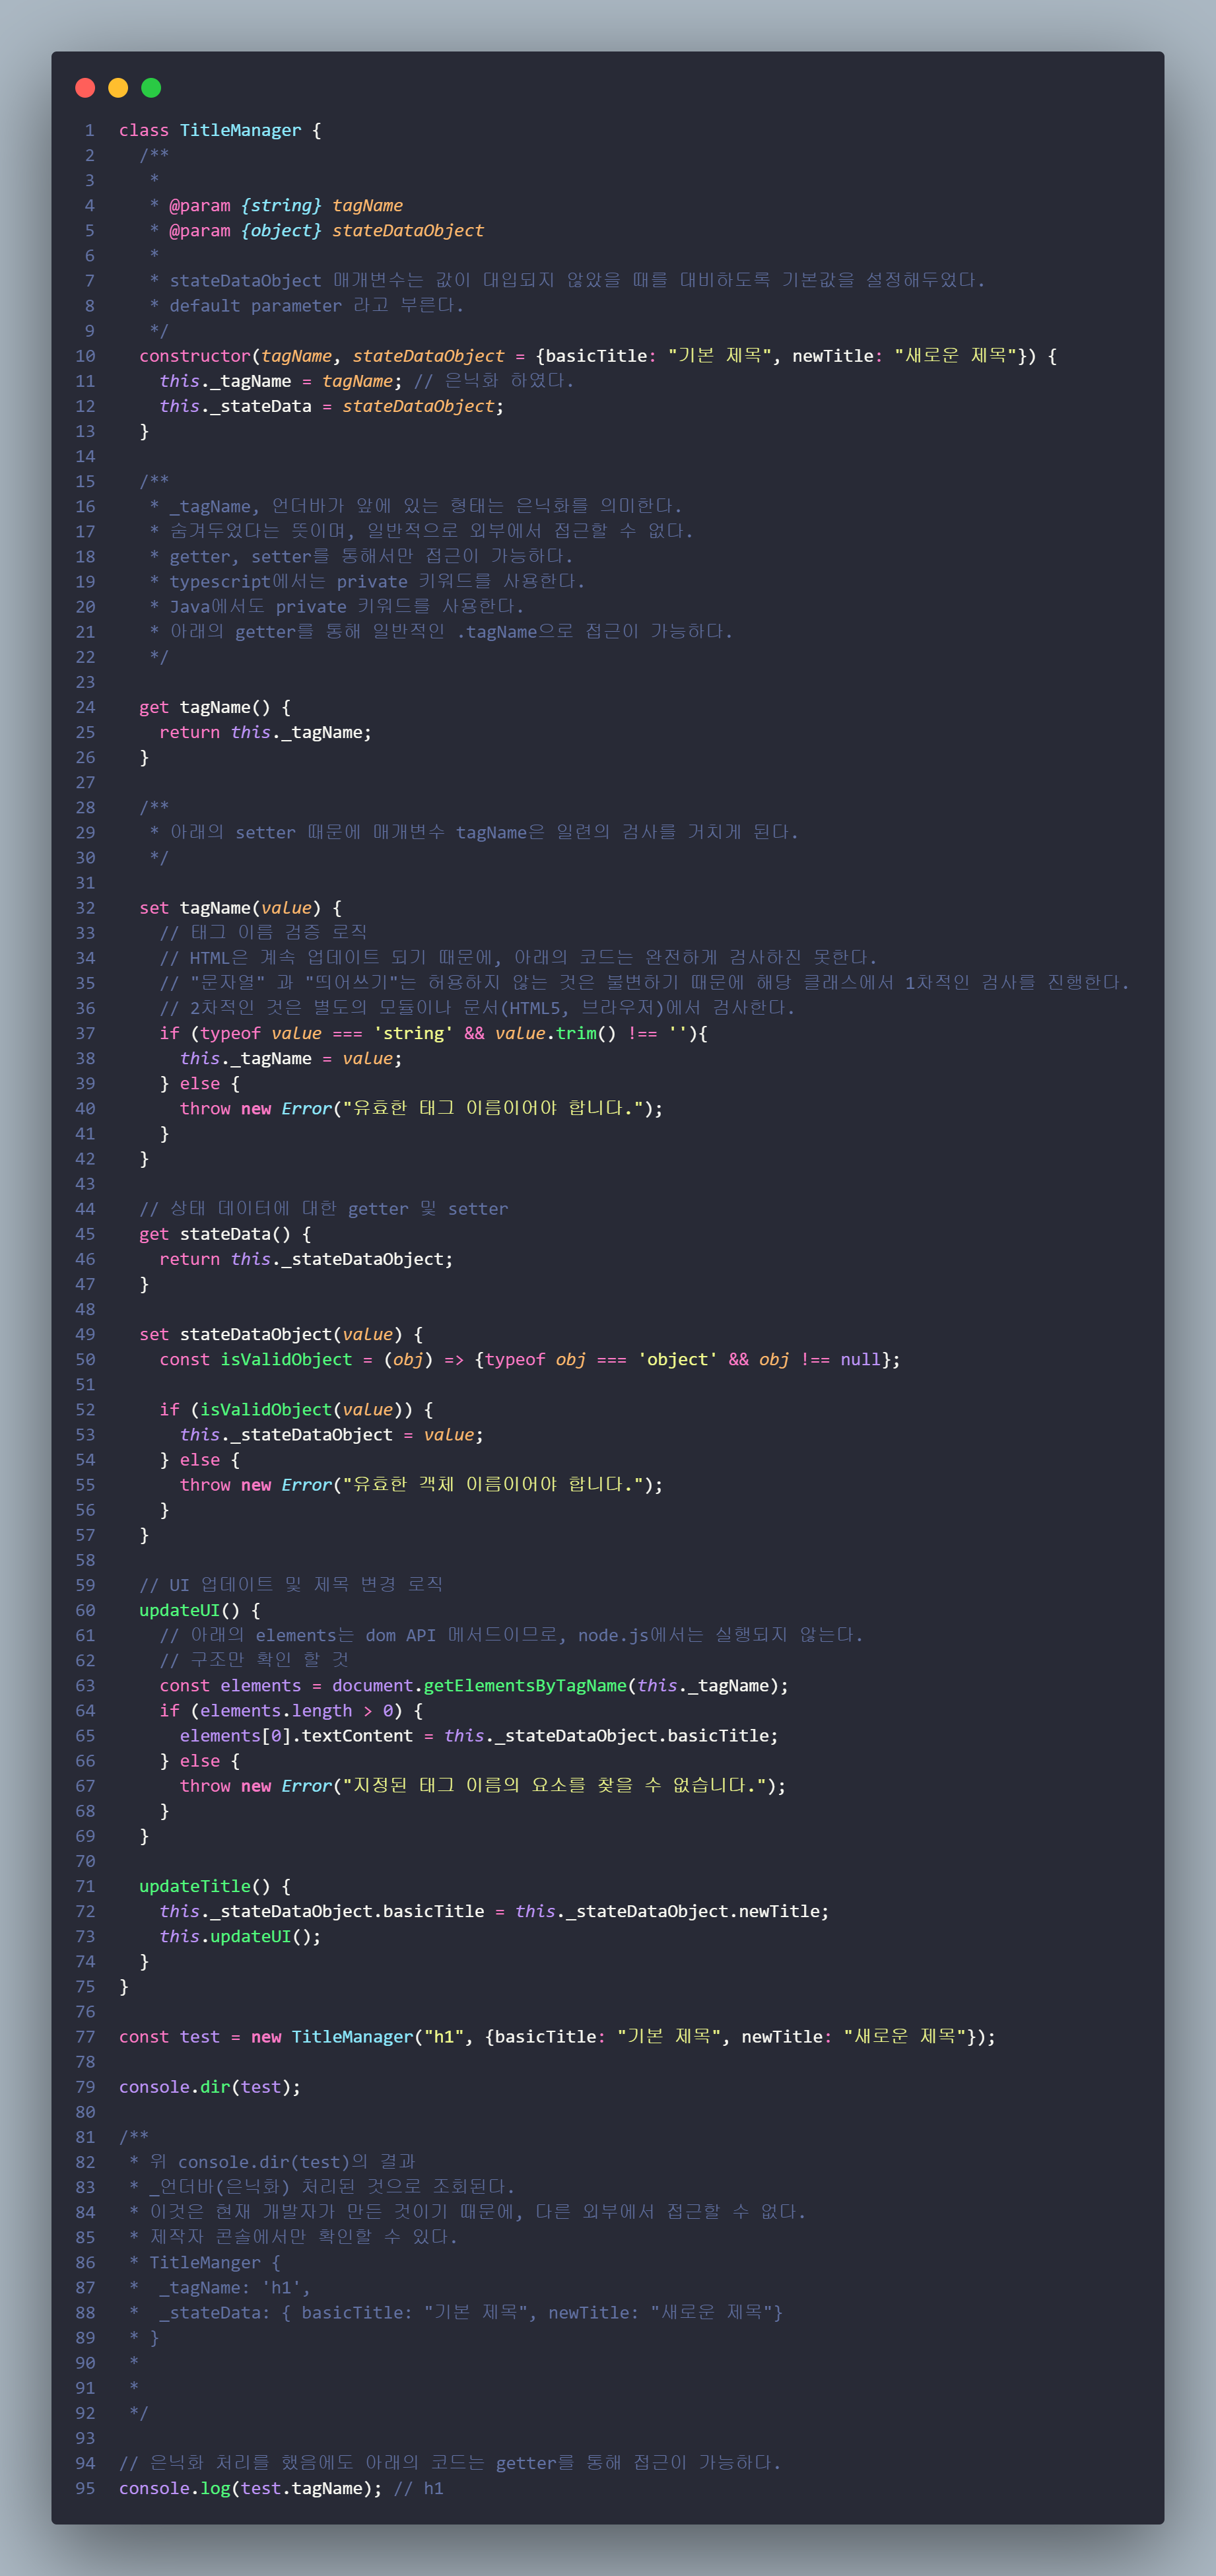 1 class TitleManager {
2 /**
3 *
4 * @param {string} tagName
5 * @param {object} stateDataObject
6 *
7 * stateDataObject 매개변수는 값이 대입되지 않았을 때를 대비하도록 기본값을 설정해두었다.
8 * default parameter 라고 부른다.
9 */
10 constructor(tagName, stateDataObject = {basicTitle: "기본 제목", newTitle: "새로운 제목"}) {
11 this._tagName = tagName; // 은닉화 하였다.
12 this._stateData = stateDataObject;
13 }
14
15 /**
16 * _tagName, 언더바가 앞에 있는 형태는 은닉화를 의미한다.
17 * 숨겨두었다는 뜻이며, 일반적으로 외부에서 접근할 수 없다.
18 * getter, setter를 통해서만 접근이 가능하다.
19 * typescript에서는 private 키워드를 사용한다.
20 * Java에서도 private 키워드를 사용한다.
21 * 아래의 getter를 통해 일반적인 .tagName으로 접근이 가능하다.
22 */
23
24 get tagName() {
25 return this._tagName;
26 }
27
28 /**
29 * 아래의 setter 때문에 매개변수 tagName은 일련의 검사를 거치게 된다.
30 */
31
32 set tagName(value) {
33 // 태그 이름 검증 로직
34 // HTML은 계속 업데이트 되기 때문에, 아래의 코드는 완전하게 검사하진 못한다.
35 // "문자열" 과 "띄어쓰기"는 허용하지 않는 것은 불변하기 때문에 해당 클래스에서 1차적인 검사를 진행한다.
36 // 2차적인 것은 별도의 모듈이나 문서(HTML5, 브라우저)에서 검사한다.
37 if (typeof value === 'string' && value.trim() !== ''){
38 this._tagName = value;
39 } else {
40 throw new Error("유효한 태그 이름이어야 합니다.");
41 }
42 }
43
44 // 상태 데이터에 대한 getter 및 setter
45 get stateData() {
46 return this._stateDataObject;
47 }
48
49 set stateDataObject(value) {
50 const isValidObject = (obj) => {typeof obj === 'object' && obj !== null};
51
52 if (isValidObject(value)) {
53 this._stateDataObject = value;
54 } else {
55 throw new Error("유효한 객체 이름이어야 합니다.");
56 }
57 }
58
59 // UI 업데이트 및 제목 변경 로직
60 updateUI() {
61 // 아래의 elements는 dom API 메서드이므로, node.js에서는 실행되지 않는다.
62 // 구조만 확인 할 것
63 const elements = document.getElementsByTagName(this._tagName);
64 if (elements.length > 0) {
65 elements[0].textContent = this._stateDataObject.basicTitle;
66 } else {
67 throw new Error("지정된 태그 이름의 요소를 찾을 수 없습니다.");
68 }
69 }
70
71 updateTitle() {
72 this._stateDataObject.basicTitle = this._stateDataObject.newTitle;
73 this.updateUI();
74 }
75 }
76
77 const test = new TitleManager("h1", {basicTitle: "기본 제목", newTitle: "새로운 제목"});
78
79 console.dir(test);
80
81 /**
82 * 위 console.dir(test)의 결과
83 * _언더바(은닉화) 처리된 것으로 조회된다.
84 * 이것은 현재 개발자가 만든 것이기 때문에, 다른 외부에서 접근할 수 없다.
85 * 제작자 콘솔에서만 확인할 수 있다.
86 * TitleManger {
87 * _tagName: 'h1',
88 * _stateData: { basicTitle: "기본 제목", newTitle: "새로운 제목"}
89 * }
90 *
91 *
92 */
93
94 // 은닉화 처리를 했음에도 아래의 코드는 getter를 통해 접근이 가능하다.
95 console.log(test.tagName); // h1